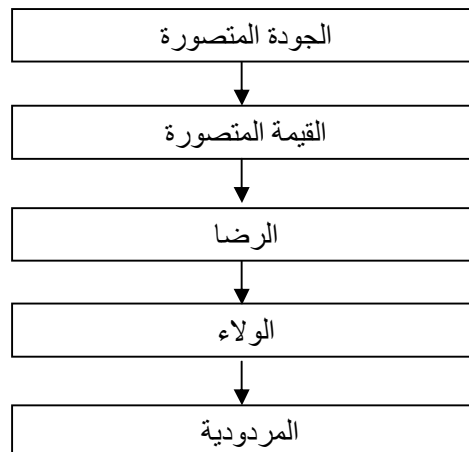 الجودة المتصورة
القيمة المتصورة
الرضا
الولاء
المردودية